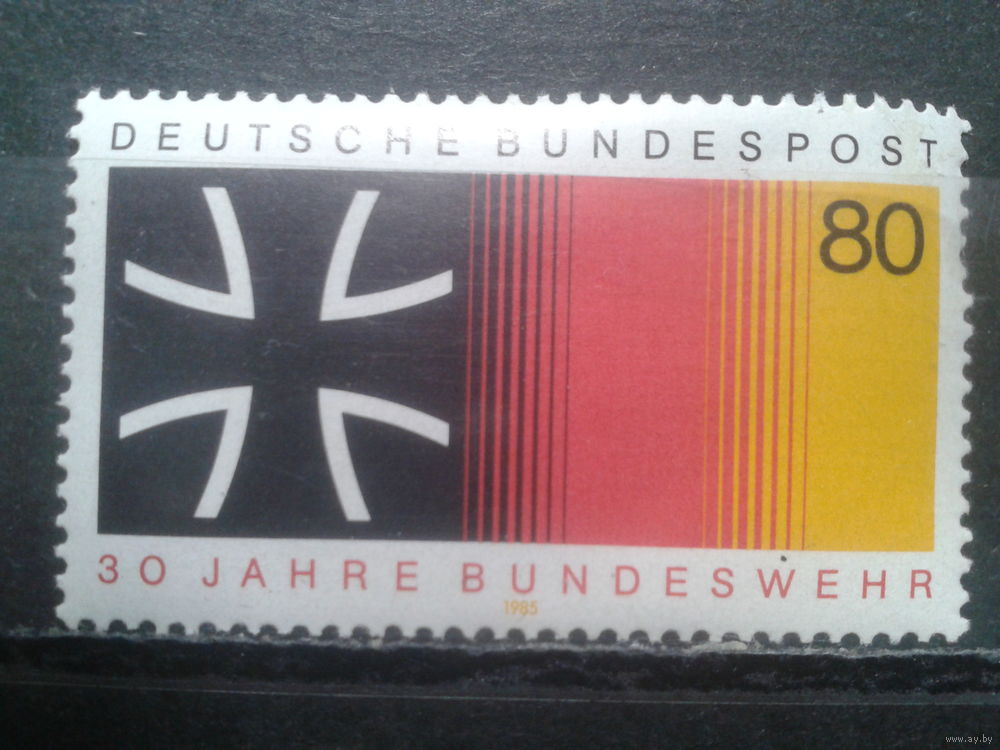 DEUTSCHE BUNDESPOST
80
30 JAHRE BUNDESWEHR
1985
www.ay.by